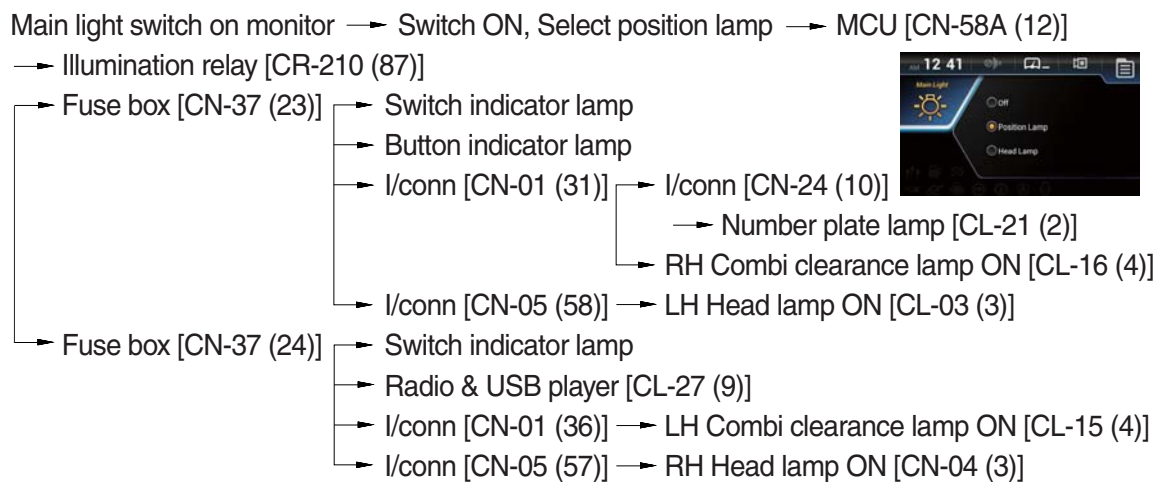 Main light switch on monitor → Switch ON, Select position lamp → MCU [CN-58A (12)]
→ Illumination relay [CR-210 (87)]
→ Fuse box [CN-37 (23)] → Switch indicator lamp
→ Button indicator lamp
→ I/conn [CN-01 (31)] → I/conn [CN-24 (10)]
→ Number plate lamp [CL-21 (2)]
→ RH Combi clearance lamp ON [CL-16 (4)]
→ I/conn [CN-05 (58)] → LH Head lamp ON [CL-03 (3)]
→ Fuse box [CN-37 (24)] → Switch indicator lamp
→ Radio & USB player [CL-27 (9)]
→ I/conn [CN-01 (36)] → LH Combi clearance lamp ON [CL-15 (4)]
→ I/conn [CN-05 (57)] → RH Head lamp ON [CN-04 (3)]
AM 12 41
Main Light
Off
Position Lamp
Head Lamp